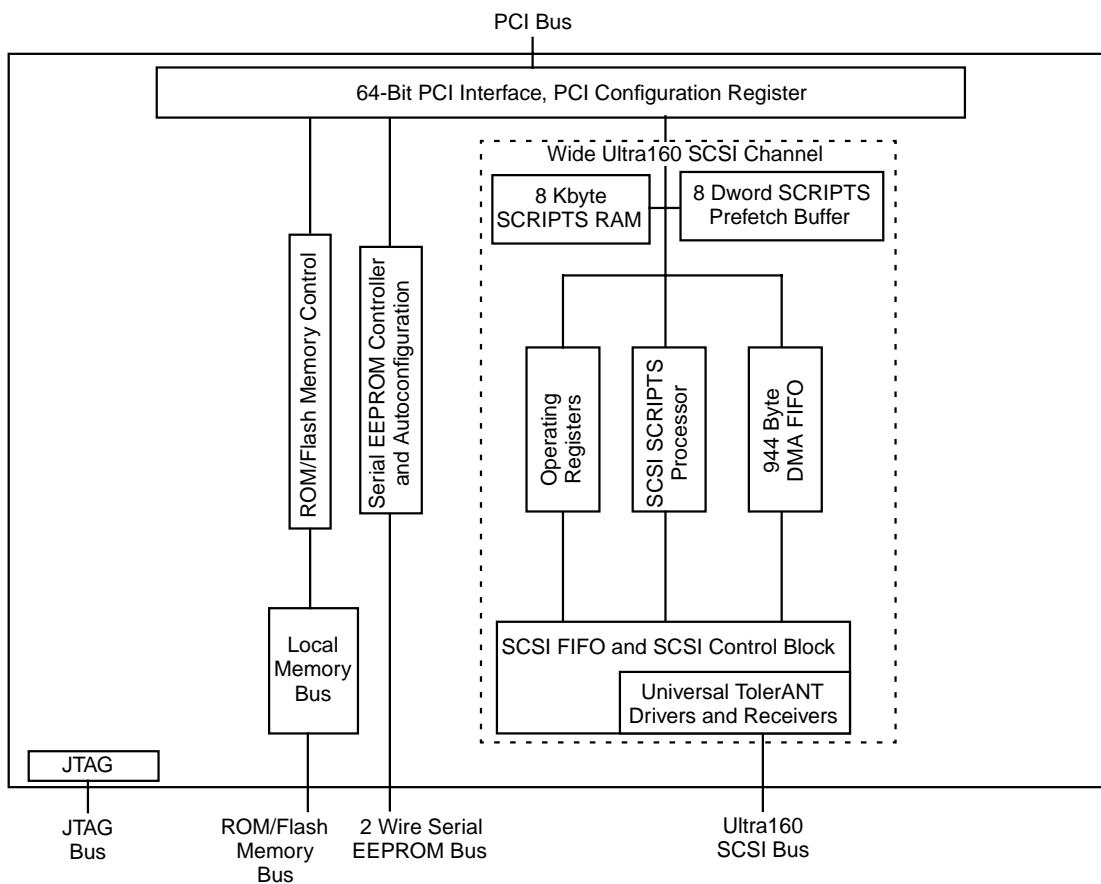 PCI Bus
64-Bit PCI Interface, PCI Configuration Register
Wide Ultra160 SCSI Channel
8 Kbyte
SCRIPTS RAM
8 Dword SCRIPTS
Prefetch Buffer
ROM/Flash Memory Control
Serial EEPROM Controller
and Autoconfiguration
Operating
Registers
SCSI SCRIPTS
Processor
944 Byte
DMA FIFO
Local
Memory
Bus
SCSI FIFO and SCSI Control Block
Universal TolerANT
Drivers and Receivers
JTAG
JTAG
Bus
ROM/Flash
Memory
Bus
2 Wire Serial
EEPROM Bus
Ultra160
SCSI Bus